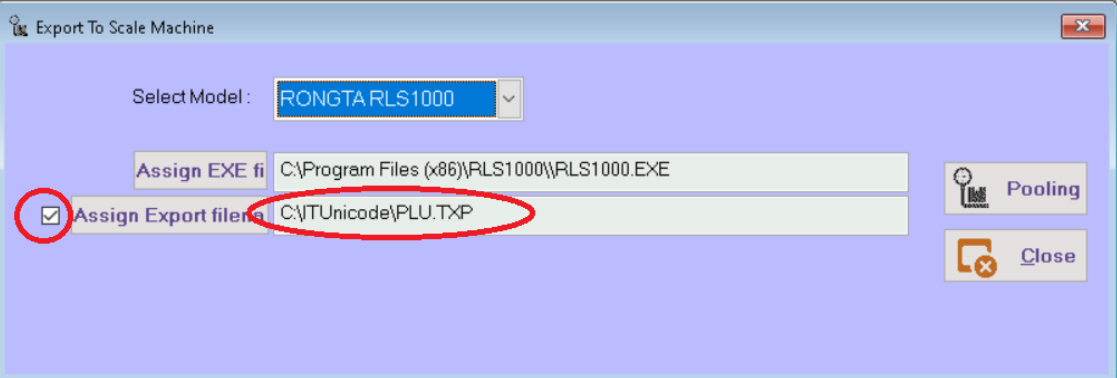 Export To Scale Machine
Select Model :
RONGTA RLS1000
Assign EXE fi
C:\Program Files (x86)\RLS1000\\RLS1000.EXE
Assign Export filena
C:\ITUnicode\PLU.TXP
Pooling
Close